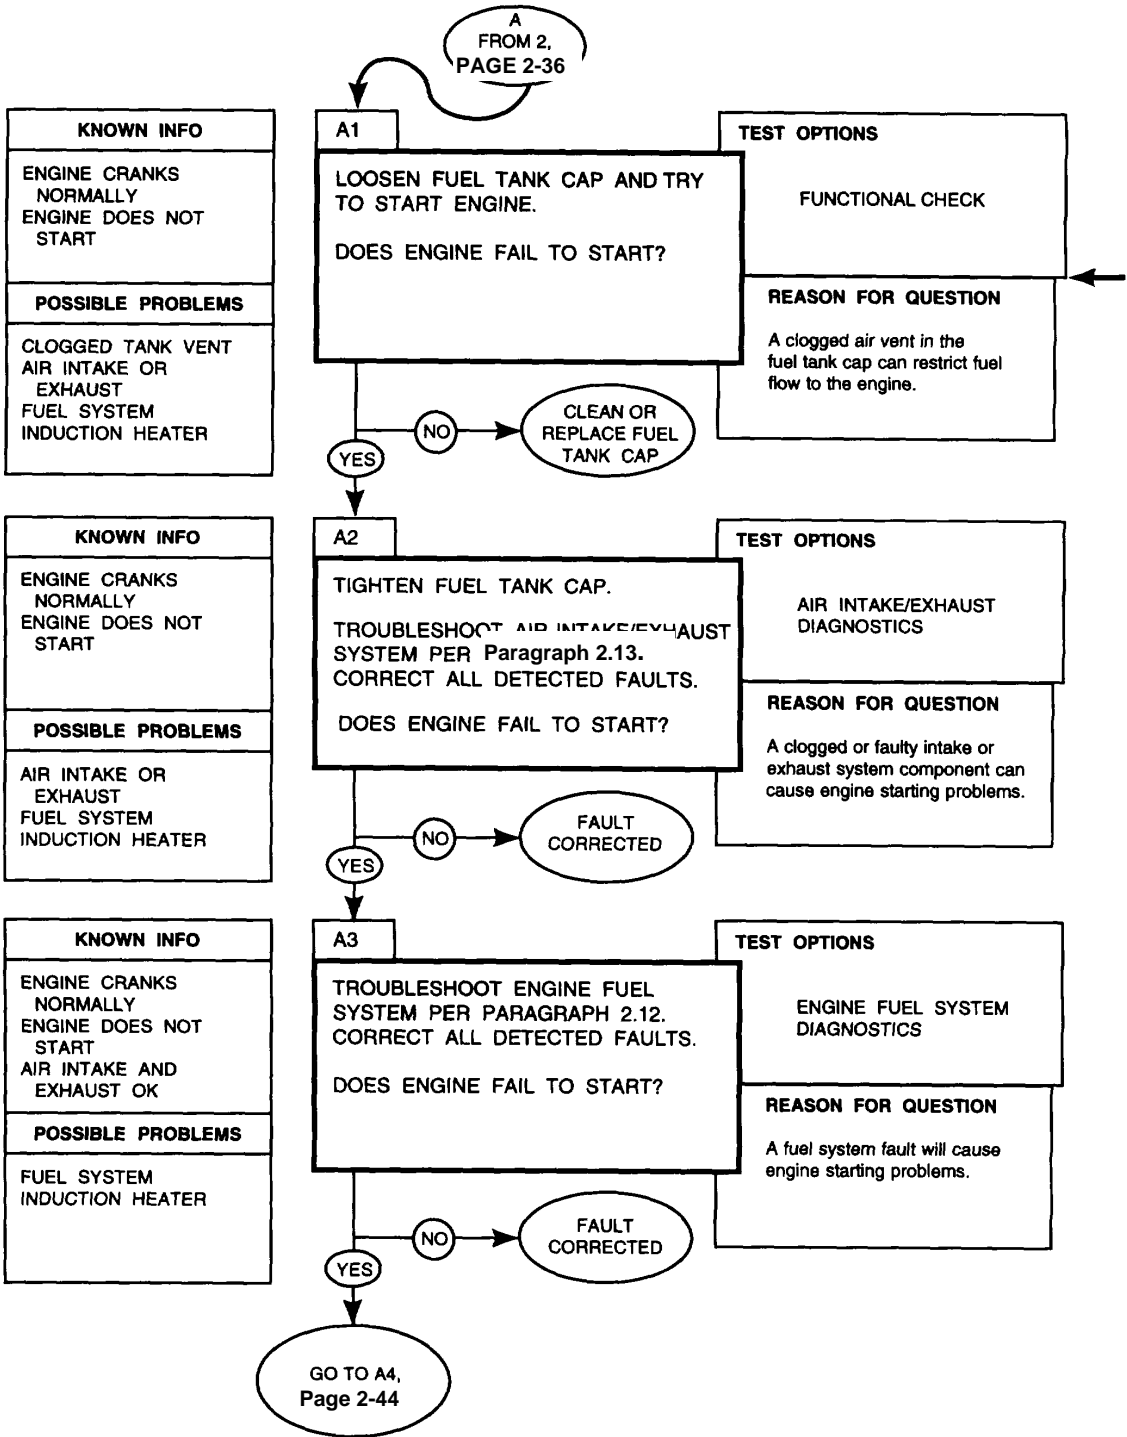 A
FROM 2,
PAGE 2-36
KNOWN INFO
ENGINE CRANKS
NORMALLY
ENGINE DOES NOT
START
POSSIBLE PROBLEMS
CLOGGED TANK VENT
AIR INTAKE OR
EXHAUST
FUEL SYSTEM
INDUCTION HEATER
A1
LOOSEN FUEL TANK CAP AND TRY
TO START ENGINE.
DOES ENGINE FAIL TO START?
TEST OPTIONS
FUNCTIONAL CHECK
REASON FOR QUESTION
A clogged air vent in the
fuel tank cap can restrict fuel
flow to the engine.
NO
CLEAN OR
REPLACE FUEL
TANK CAP
YES
KNOWN INFO
ENGINE CRANKS
NORMALLY
ENGINE DOES NOT
START
POSSIBLE PROBLEMS
AIR INTAKE OR
EXHAUST
FUEL SYSTEM
INDUCTION HEATER
A2
TIGHTEN FUEL TANK CAP.
TROUBLESHOOT AIR INTAKE/EXHAUST
SYSTEM PER Paragraph 2.13.
CORRECT ALL DETECTED FAULTS.
DOES ENGINE FAIL TO START?
TEST OPTIONS
AIR INTAKE/EXHAUST
DIAGNOSTICS
REASON FOR QUESTION
A clogged or faulty intake or
exhaust system component can
cause engine starting problems.
NO
FAULT
CORRECTED
YES
KNOWN INFO
ENGINE CRANKS
NORMALLY
ENGINE DOES NOT
START
AIR INTAKE AND
EXHAUST OK
POSSIBLE PROBLEMS
FUEL SYSTEM
INDUCTION HEATER
A3
TROUBLESHOOT ENGINE FUEL
SYSTEM PER PARAGRAPH 2.12.
CORRECT ALL DETECTED FAULTS.
DOES ENGINE FAIL TO START?
TEST OPTIONS
ENGINE FUEL SYSTEM
DIAGNOSTICS
REASON FOR QUESTION
A fuel system fault will cause
engine starting problems.
NO
FAULT
CORRECTED
YES
GO TO A4,
Page 2-44